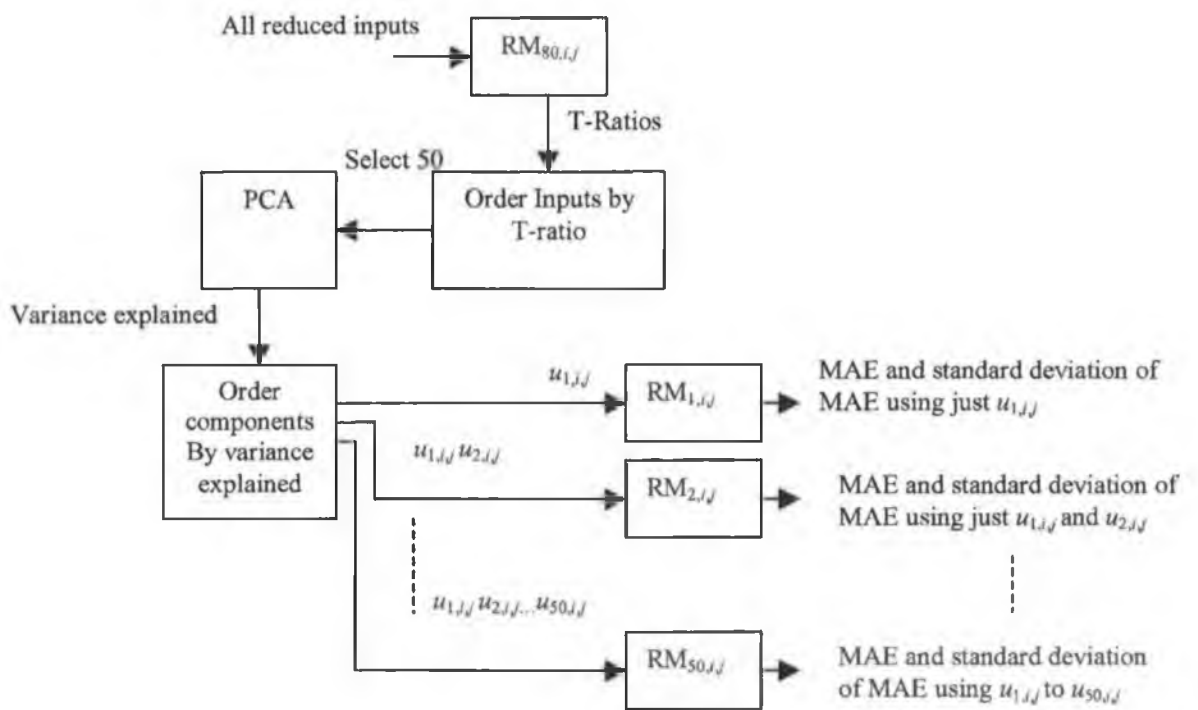 All reduced inputs
RM80,i,j
T-Ratios
Select 50
PCA
Order Inputs by
T-ratio
Variance explained
Order
components
By variance
explained
u1,i,j
RM1,i,j
MAE and standard deviation of
MAE using just u1,i,j
u1,i,j u2,i,j
RM2,i,j
MAE and standard deviation of
MAE using just u1,i,j and u2,i,j
u1,i,j u2,i,j... u50,i,j
RM50,i,j
MAE and standard deviation
of MAE using u1,i,j to u50,i,j